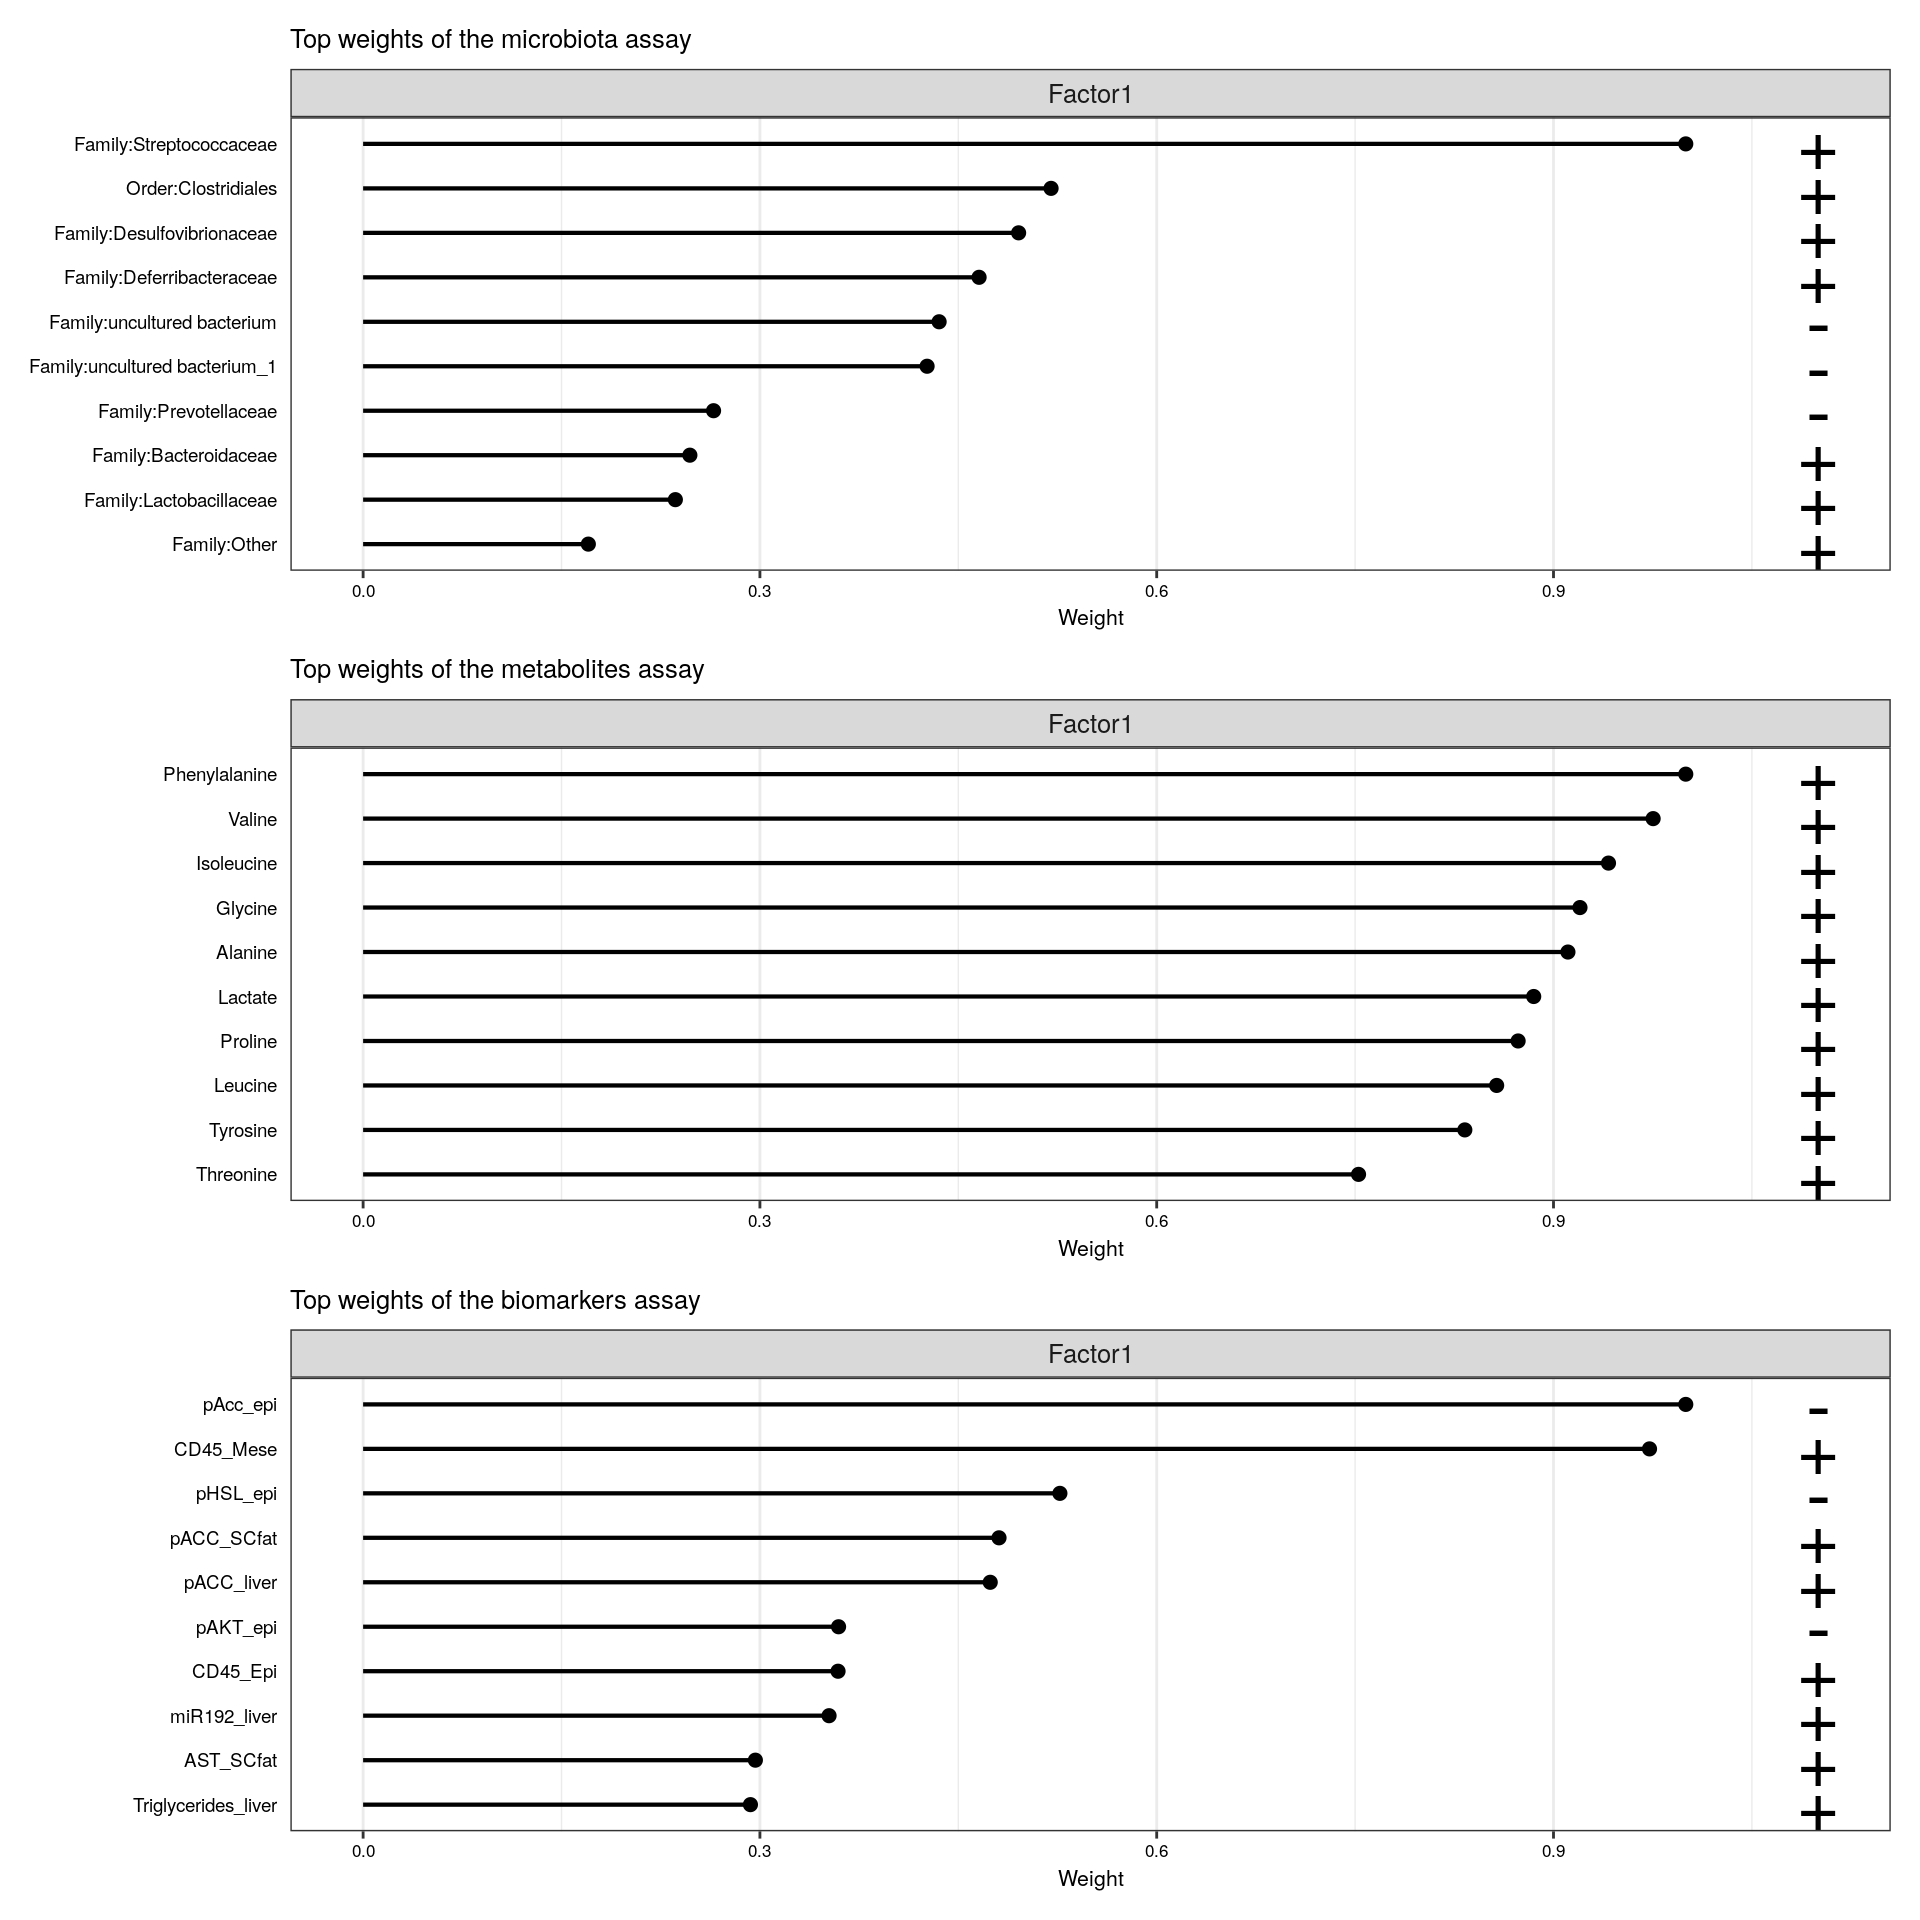 Top weights of the microbiota assay
Factor1
Family:Streptococcaceae +
Order:Clostridiales +
Family:Desulfovibrionaceae +
Family:Deferribacteraceae +
Family:uncultured bacterium -
Family:uncultured bacterium_1 -
Family:Prevotellaceae -
Family:Bacteroidaceae +
Family:Lactobacillaceae +
Family:Other +
0.0 0.3 0.6 0.9
Weight
Top weights of the metabolites assay
Factor1
Phenylalanine +
Valine +
Isoleucine +
Glycine +
Alanine +
Lactate +
Proline +
Leucine +
Tyrosine +
Threonine +
0.0 0.3 0.6 0.9
Weight
Top weights of the biomarkers assay
Factor1
pAcc_epi -
CD45_Mese +
pHSL_epi -
pACC_SCfat +
pACC_liver +
pAKT_epi -
CD45_Epi +
miR192_liver +
AST_SCfat +
Triglycerides_liver +
0.0 0.3 0.6 0.9
Weight